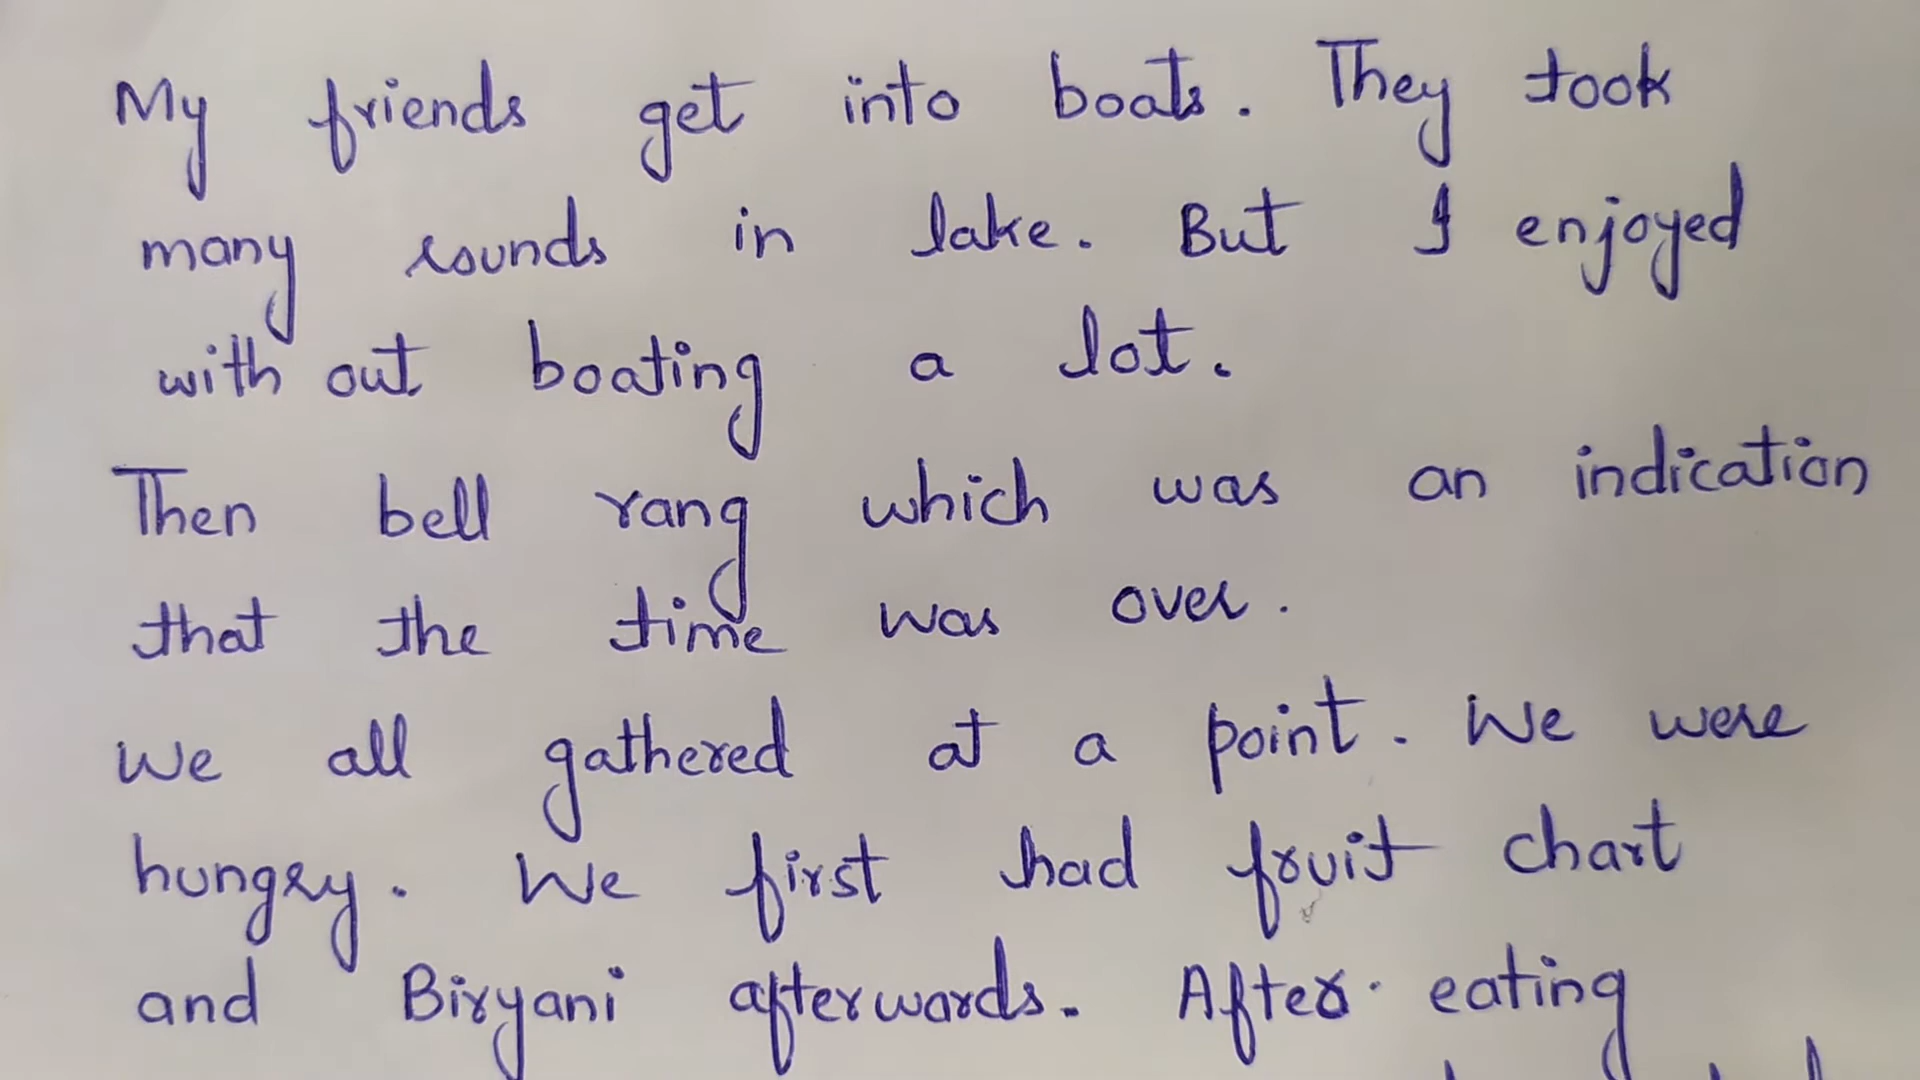 My friends get into boats. They took
many rounds in lake. But I enjoyed
with out boating a lot.
Then bell rang which was an indication
that the time was over.
We all gathered at a point. We were
hungry. We first had fruit chart
and Biryani afterwards. After eating